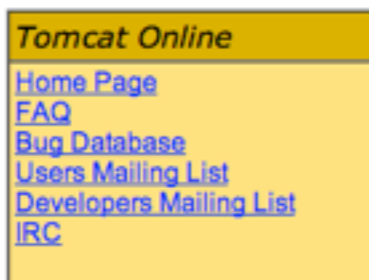 Tomcat Online
Home Page
FAQ
Bug Database
Users Mailing List
Developers Mailing List
IRC